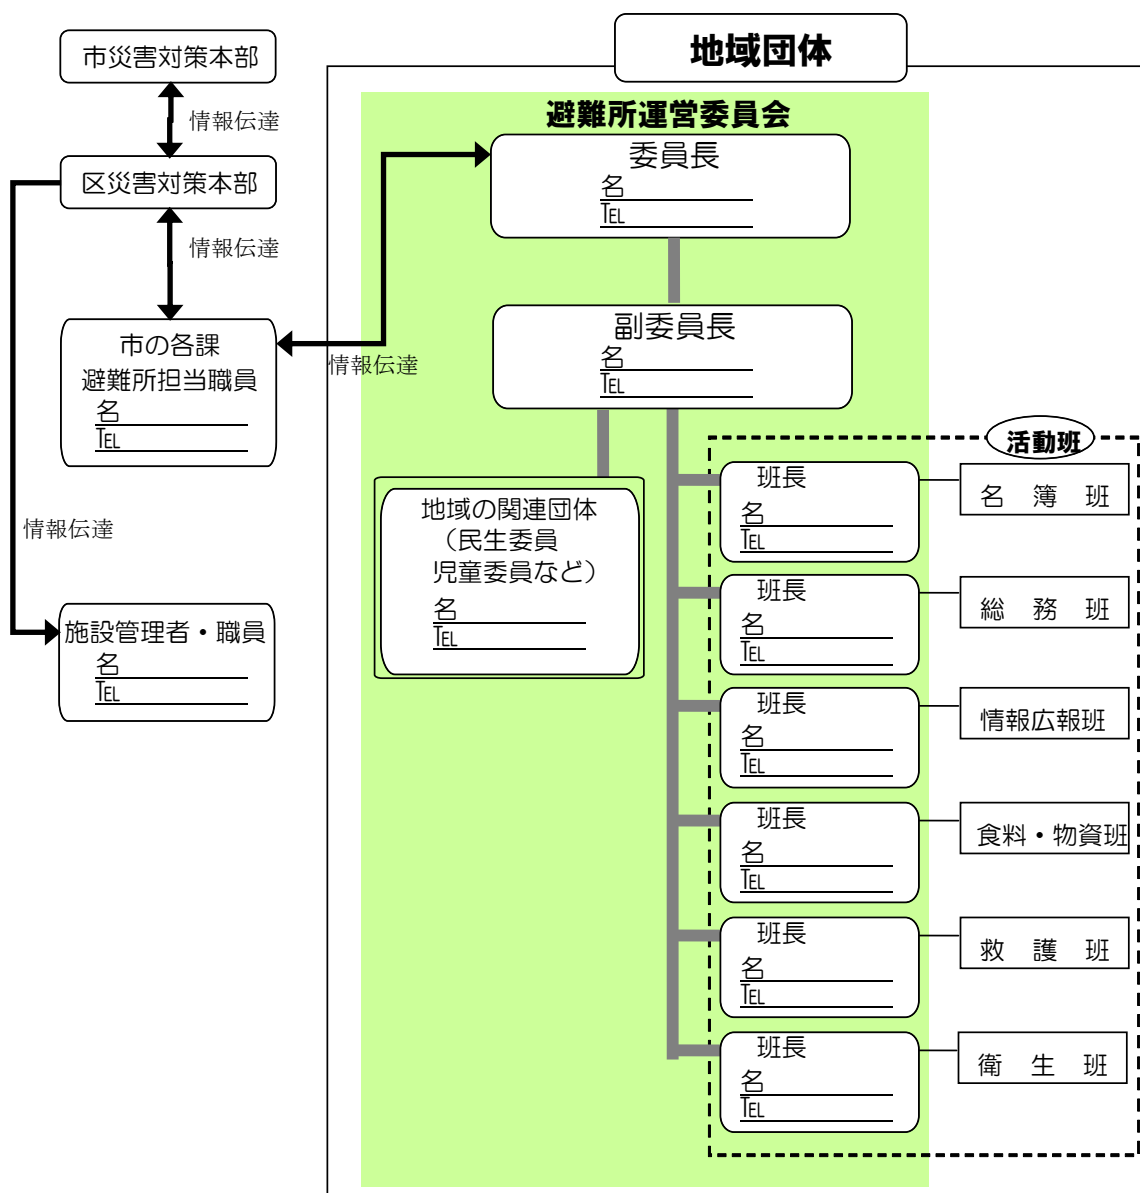 地域団体
市災害対策本部
情報伝達
区災害対策本部
情報伝達
市の各課
避難所担当職員
名
TEL
情報伝達
情報伝達
施設管理者・職員
名
TEL
避難所運営委員会
委員長
名
TEL
副委員長
名
TEL
地域の関連団体
(民生委員
児童委員など)
名
TEL
活動班
班長
名
TEL
名 簿 班
班長
名
TEL
総 務 班
班長
名
TEL
情報広報班
班長
名
TEL
食料・物資班
班長
名
TEL
救 護 班
班長
名
TEL
衛 生 班